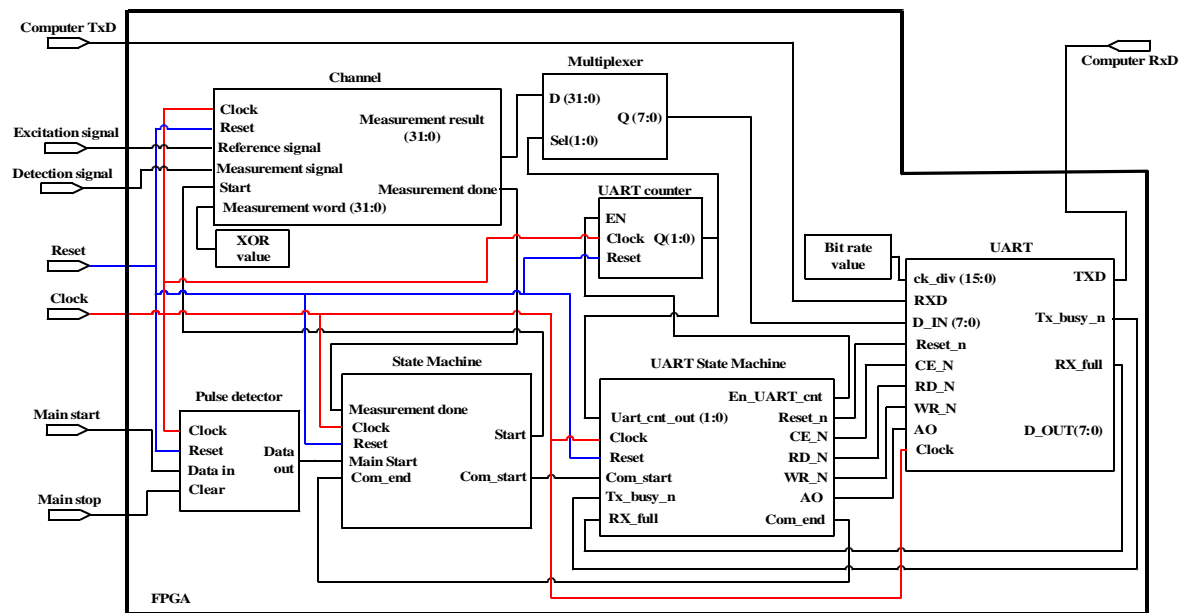 Computer TxD
Computer RxD
Multiplexer
Channel
D (31:0)
Q (7:0)
Sel(1:0)
Clock
Reset
Reference signal
Measurement signal
Start
Measurement word (31:0)
Measurement result
(31:0)
Measurement done
Excitation signal
Detection signal
XOR
value
UART counter
EN
Clock
Reset
Q(1:0)
Reset
Clock
Bit rate
value
UART
ck_div (15:0)
RXD
D_IN (7:0)
Reset_n
CE_N
RD_N
WR_N
AO
Clock
TXD
Tx_busy_n
RX_full
D_OUT(7:0)
State Machine
Measurement done
Clock
Reset
Main Start
Com_end
Start
Com_start
UART State Machine
Uart_cnt_out (1:0)
Clock
Reset
Com_start
Tx_busy_n
RX_full
En_UART_cnt
Reset_n
CE_N
RD_N
WR_N
AO
Com_end
Pulse detector
Clock
Reset
Data in
Clear
Data
out
Main start
Main stop
FPGA